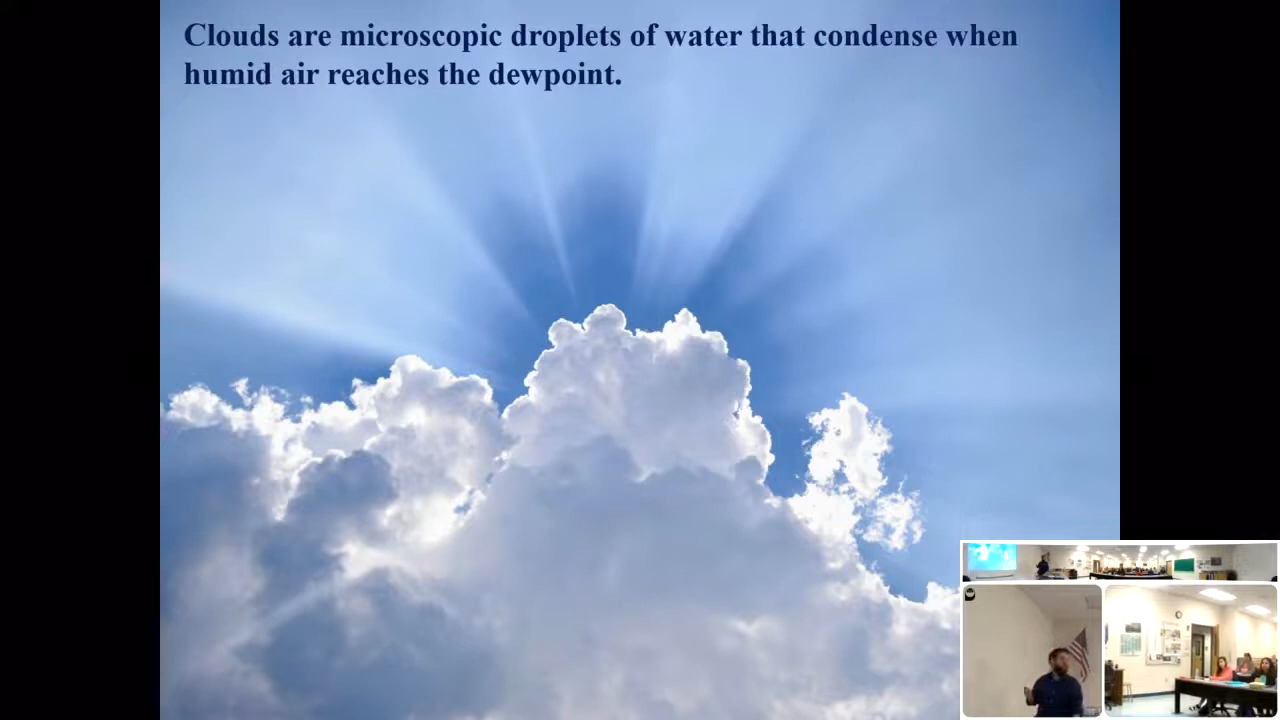 Clouds are microscopic droplets of water that condense when
humid air reaches the dewpoint.